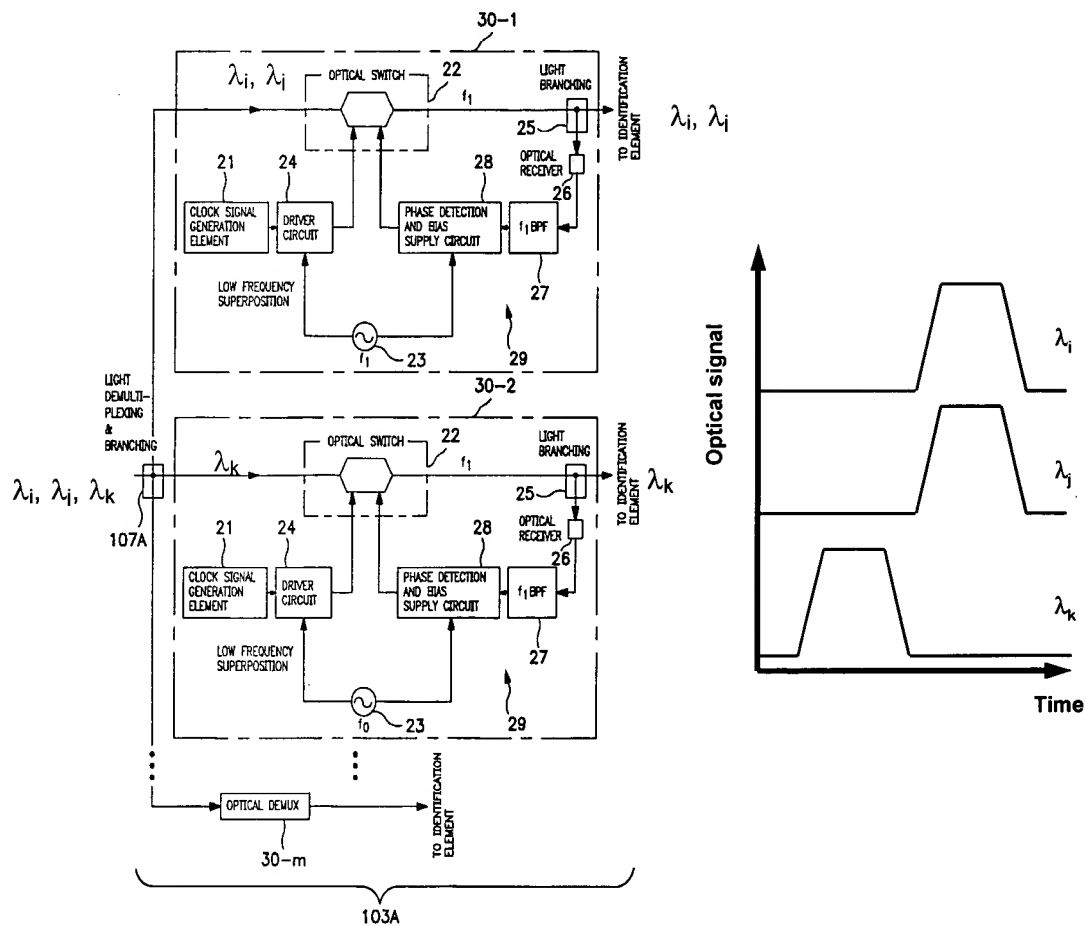 30-1
λi, λj
OPTICAL SWITCH
22
LIGHT
BRANCHING
f1
25
TO IDENTIFICATION
ELEMENT
λi, λj
OPTICAL
RECEIVER
26
21
24
28
CLOCK SIGNAL
GENERATION
ELEMENT
DRIVER
CIRCUIT
PHASE DETECTION
AND BIAS
SUPPLY CIRCUIT
f1 BPF
27
LOW FREQUENCY
SUPERPOSITION
f1
23
29
LIGHT
DEMULTI-
PLEXING
&
BRANCHING
λi, λj, λk
107A
30-2
λk
OPTICAL SWITCH
22
LIGHT
BRANCHING
f1
25
TO IDENTIFICATION
ELEMENT
λk
OPTICAL
RECEIVER
26
21
24
28
CLOCK SIGNAL
GENERATION
ELEMENT
DRIVER
CIRCUIT
PHASE DETECTION
AND BIAS
SUPPLY CIRCUIT
f1 BPF
27
LOW FREQUENCY
SUPERPOSITION
f0
23
29
OPTICAL DEMUX
30-m
TO IDENTIFICATION
ELEMENT
103A
Optical signal
λi
λj
λk
Time